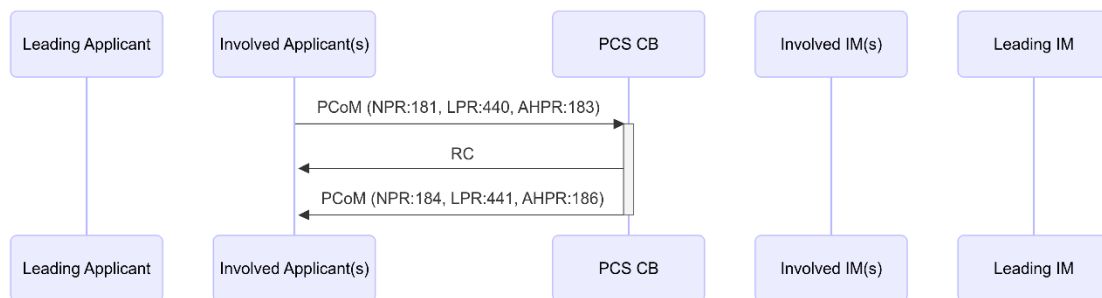 Leading Applicant
Involved Applicant(s)
PCS CB
Involved IM(s)
Leading IM
PCoM (NPR:181, LPR:440, AHPR:183)
RC
PCoM (NPR:184, LPR:441, AHPR:186)
Leading Applicant
Involved Applicant(s)
PCS CB
Involved IM(s)
Leading IM